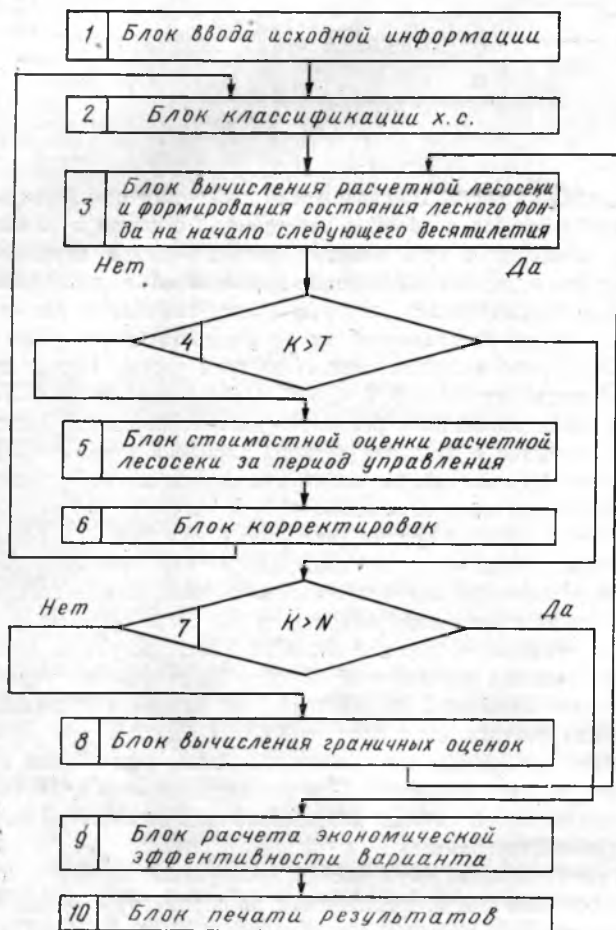 1 Блок ввода исходной информации
2 Блок классификации х.с.
Блок вычисления расчетной лесосеки
3 и формирования состояния лесного фон-
да на начало следующего десятилетия
Нет Да
4 K>T
Блок стоимостной оценки расчетной
5 лесосеки за период управления
6 Блок корректировок
Нет Да
7 K>N
8 Блок вычисления граничных оценок
9 Блок расчета экономической
эффективности варианта
10 Блок печати результатов